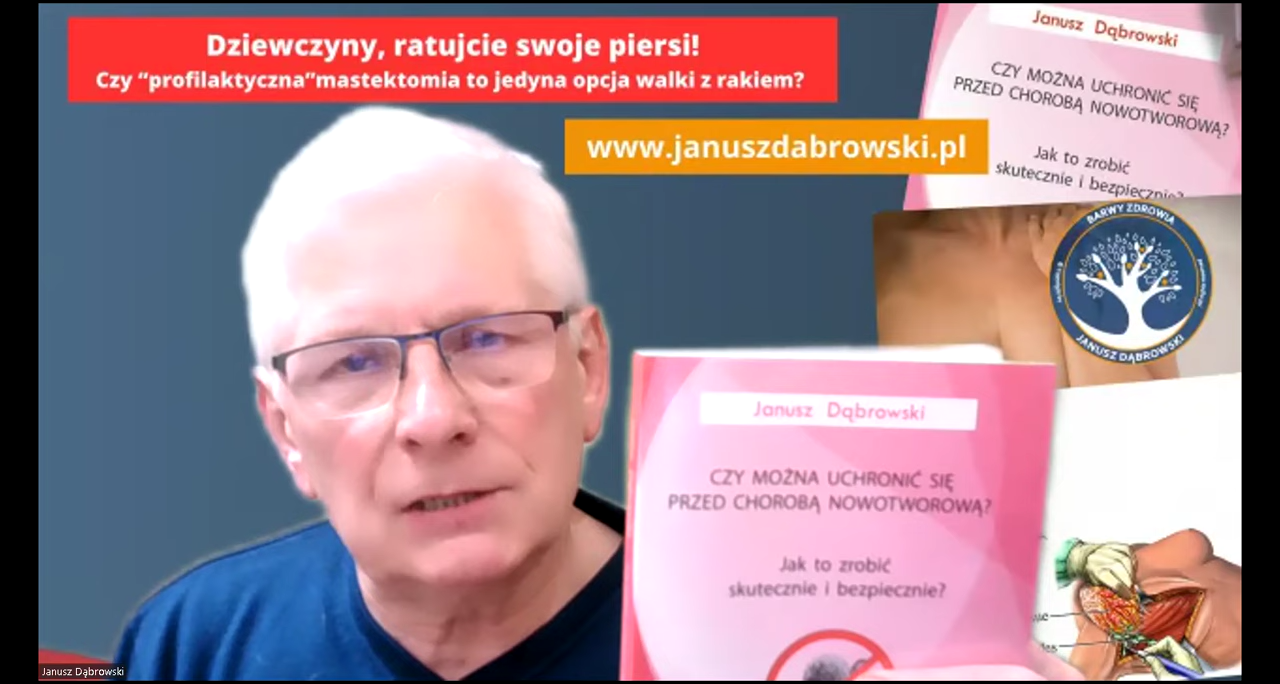 Dziewczyny, ratujcie swoje piersi!
Czy “profilaktyczna”mastektomia to jedyna opcja walki z rakiem?
www.januszdabrowski.pl
Janusz Dąbrowski
CZY MOŻNA UCHRONIĆ SIĘ
PRZED CHOROBĄ NOWOTWOROWĄ?
Jak to zrobić
skutecznie i bezpiecznie?
BARWY ZDROWIA
JANUSZ DĄBROWSKI
Janusz Dąbrowski
CZY MOŻNA UCHRONIĆ SIĘ
PRZED CHOROBĄ NOWOTWOROWĄ?
Jak to zrobić
skutecznie i bezpiecznie?
Janusz Dąbrowski